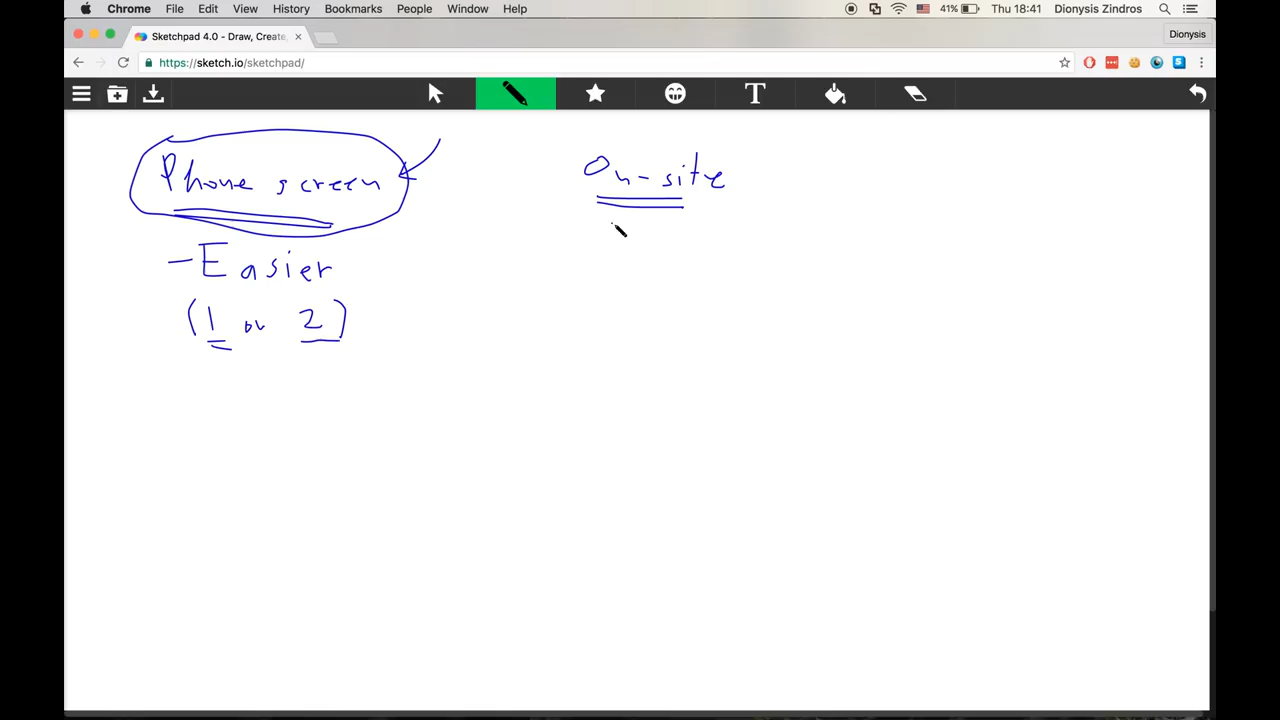 Chrome File Edit View History Bookmarks People Window Help 41% Thu 18:41 Dionysis Zindros
Sketchpad 4.0 - Draw, Create, Dionysis
https://sketch.io/sketchpad/
T
Phone screen On-site
- Easier
(1 or 2)